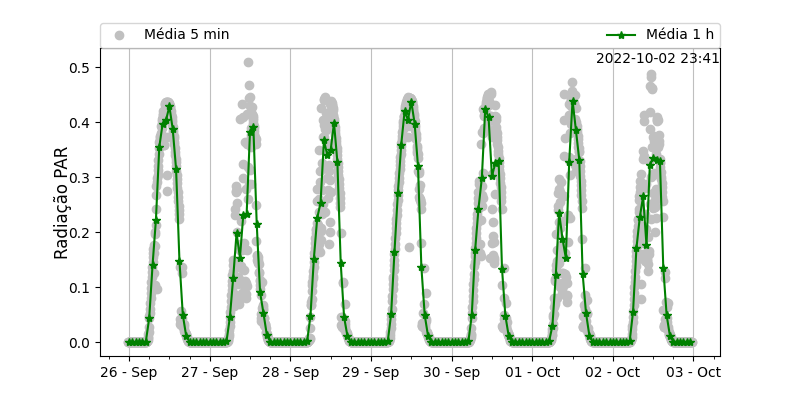 Média 5 min
Média 1 h
2022-10-02 23:41
Radiação PAR
0.5
0.4
0.3
0.2
0.1
0.0
26 - Sep
27 - Sep
28 - Sep
29 - Sep
30 - Sep
01 - Oct
02 - Oct
03 - Oct